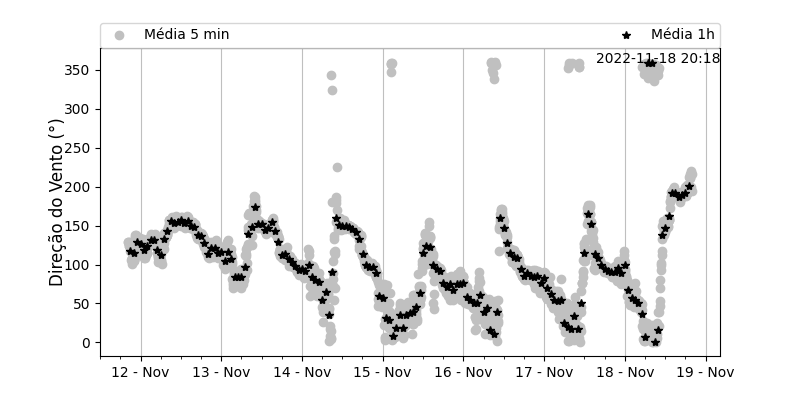 Média 5 min
Média 1h
2022-11-18 20:18
Direção do Vento (°)
350
300
250
200
150
100
50
0
12 - Nov
13 - Nov
14 - Nov
15 - Nov
16 - Nov
17 - Nov
18 - Nov
19 - Nov